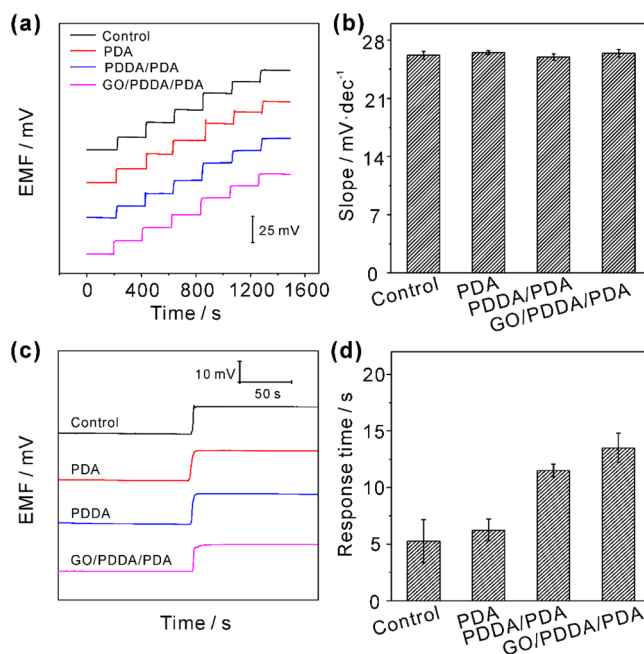 (a)
Control
PDA
PDDA/PDA
GO/PDDA/PDA
25 mV
EMF / mV
0 400 800 1200 1600
Time / s
(b)
28
21
14
7
0
Slope / mV·dec⁻¹
Control PDA PDDA/PDA GO/PDDA/PDA
(c)
10 mV
50 s
Control
PDA
PDDA
GO/PDDA/PDA
EMF / mV
Time / s
(d)
20
15
10
5
0
Response time / s
Control PDA PDDA/PDA GO/PDDA/PDA